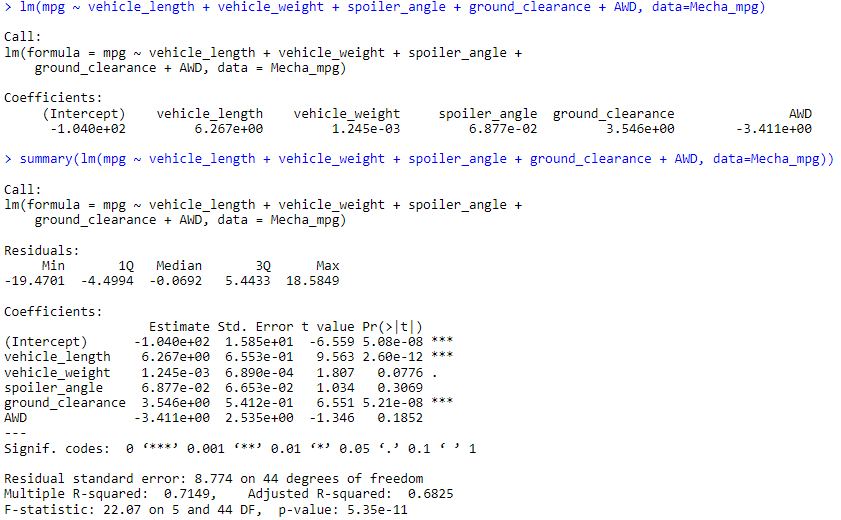 > lm(mpg ~ vehicle_length + vehicle_weight + spoiler_angle + ground_clearance + AWD, data=Mecha_mpg)
Call:
lm(formula = mpg ~ vehicle_length + vehicle_weight + spoiler_angle +
    ground_clearance + AWD, data = Mecha_mpg)
Coefficients:
     (Intercept)    vehicle_length    vehicle_weight     spoiler_angle  ground_clearance               AWD
      -1.040e+02         6.267e+00         1.245e-03         6.877e-02         3.546e+00        -3.411e+00
> summary(lm(mpg ~ vehicle_length + vehicle_weight + spoiler_angle + ground_clearance + AWD, data=Mecha_mpg))
Call:
lm(formula = mpg ~ vehicle_length + vehicle_weight + spoiler_angle +
    ground_clearance + AWD, data = Mecha_mpg)
Residuals:
     Min       1Q   Median       3Q      Max
-19.4701  -4.4994  -0.0692   5.4433  18.5849
Coefficients:
                   Estimate Std. Error t value Pr(>|t|)
(Intercept)      -1.040e+02  1.585e+01  -6.559 5.08e-08 ***
vehicle_length    6.267e+00  6.553e-01   9.563 2.60e-12 ***
vehicle_weight    1.245e-03  6.890e-04   1.807   0.0776 .
spoiler_angle     6.877e-02  6.653e-02   1.034   0.3069
ground_clearance  3.546e+00  5.412e-01   6.551 5.21e-08 ***
AWD              -3.411e+00  2.535e+00  -1.346   0.1852
---
Signif. codes:  0 ‘***’ 0.001 ‘**’ 0.01 ‘*’ 0.05 ‘.’ 0.1 ‘ ’ 1
Residual standard error: 8.774 on 44 degrees of freedom
Multiple R-squared:  0.7149,    Adjusted R-squared:  0.6825
F-statistic: 22.07 on 5 and 44 DF,  p-value: 5.35e-11